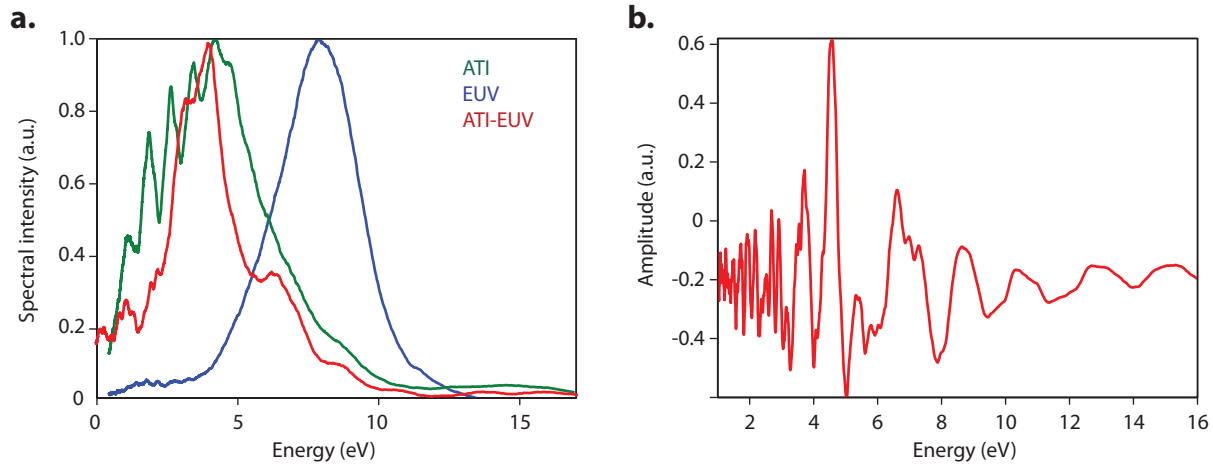 a.
Spectral intensity (a.u.)
1.0
0.8
0.6
0.4
0.2
0
ATI
EUV
ATI-EUV
0 5 10 15
Energy (eV)
b.
Amplitude (a.u.)
0.6
0.4
0.2
0
-0.2
-0.4
2 4 6 8 10 12 14 16
Energy (eV)